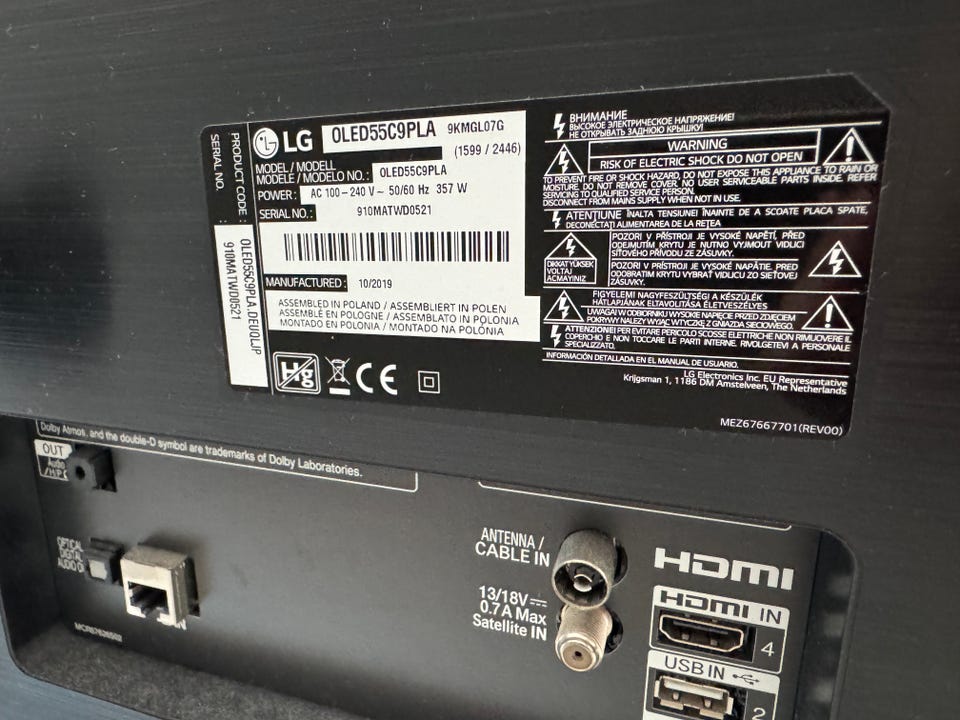 PRODUCT CODE :
SERIAL NO.
OLED55C9PLA.DEUQLJP
910MATWD0521
LG OLED55C9PLA 9KMGL07G
(1599 / 2446)
MODEL / MODELL
MODELE / MODELO NO. : OLED55C9PLA
POWER : AC 100 – 240 V ~ 50/60 Hz 357 W
SERIAL NO. : 910MATWD0521
MANUFACTURED : 10/2019
ASSEMBLED IN POLAND / ASSEMBLIERT IN POLEN
ASSEMBLÉ EN POLOGNE / ASSEMBLATO IN POLONIA
MONTADO EN POLONIA / MONTADO NA POLÓNIA
Hg
CE
ВНИМАНИЕ
ВЫСОКОЕ ЭЛЕКТРИЧЕСКОЕ НАПРЯЖЕНИЕ!
НЕ ОТКРЫВАТЬ ЗАДНЮЮ КРЫШКУ!
WARNING
RISK OF ELECTRIC SHOCK DO NOT OPEN
TO PREVENT FIRE OR SHOCK HAZARD, DO NOT EXPOSE THIS APPLIANCE TO RAIN OR
MOISTURE. DO NOT REMOVE COVER. NO USER SERVICEABLE PARTS INSIDE. REFER
SERVICING TO QUALIFIED SERVICE PERSON.
DISCONNECT FROM MAINS SUPPLY WHEN NOT IN USE.
ATENTIUNE ÎNALTA TENSIUNE! ÎNAINTE DE A SCOATE PLACA SPATE,
DECONECTATI ALIMENTAREA DE LA REȚEA
DIKKAT YÜKSEK
VOLTAJ
AÇMAYINIZ
POZOR! V PŘÍSTROJI JE VYSOKÉ NAPĚTÍ, PŘED
ODEJMUTÍM KRYTU JE NUTNO VYJMOUT VIDLICI
SÍŤOVÉHO PŘÍVODU ZE ZÁSUVKY.
POZOR! V PRÍSTROJI JE VYSOKÉ NAPÄTIE. PRED
ODOBRATÍM KRYTU VYBRAŤ VIDLICU ZO SIEŤOVEJ
ZÁSUVKY.
FIGYELEM! NAGYFESZÜLTSÉG! A KÉSZÜLÉK
HÁTLAPJÁNAK ELTÁVOLÍTÁSA ÉLETVESZÉLYES
UWAGA! W ODBIORNIKU WYSOKIE NAPIĘCIE PRZED ZDJĘCIEM
POKRYWY NALEŻY WYJĄĆ WTYCZKĘ Z GNIAZDA SIECIOWEGO.
ATTENZIONE! PER EVITARE PERICOLO SCOSSE ELETTRICHE NON RIMUOVERE IL
COPERCHIO E NON TOCCARE LE PARTI INTERNE. RIVOLGETEVI A PERSONALE
SPECIALIZZATO.
INFORMACIÓN DETALLADA EN EL MANUAL DE USUARIO.
LG Electronics Inc. EU Representative
Krijgsman 1, 1186 DM Amstelveen, The Netherlands
MEZ67667701(REV00)
Dolby Atmos, and the double-D symbol are trademarks of Dolby Laboratories.
OUT
Audio
/H/P
OPTICAL
DIGITAL
AUDIO
ANTENNA /
CABLE IN
13/18V
0.7 A Max
Satellite IN
HDMI
HDMI IN
4
USB IN
2